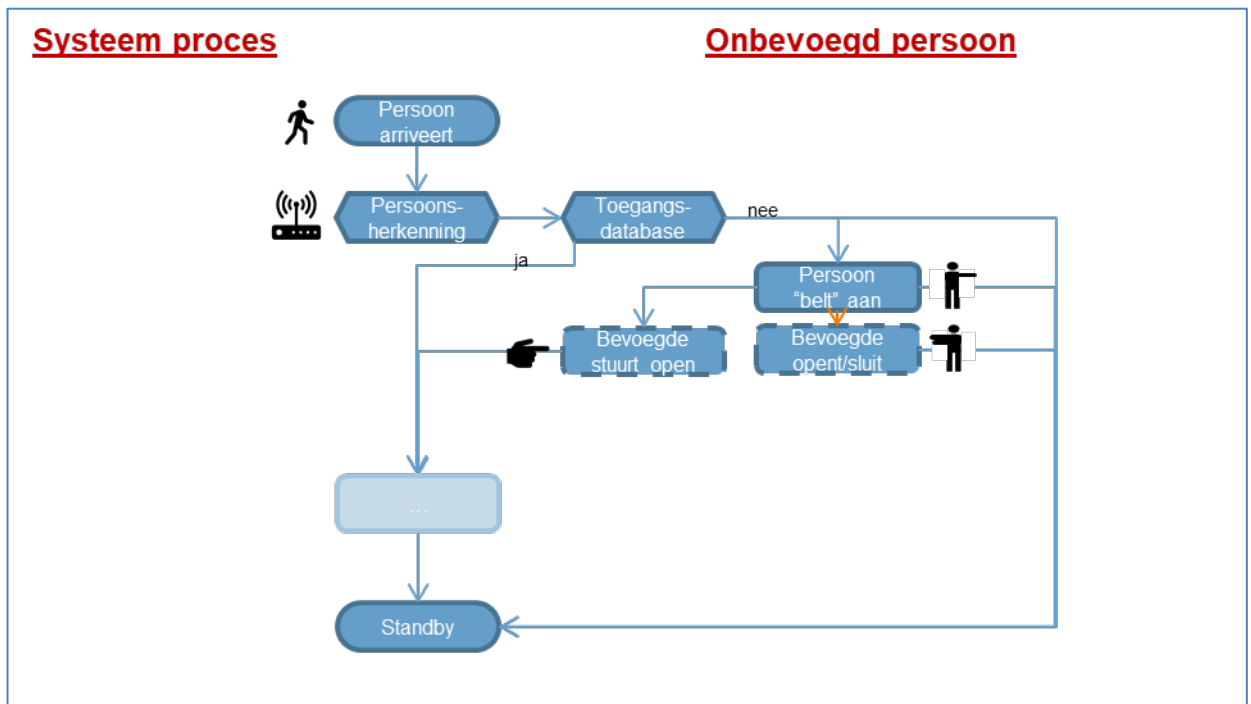 Systeem proces
Onbevoegd persoon
Persoon
arriveert
Persoons-
herkenning
Toegangs-
database
nee
ja
Persoon
“belt” aan
Bevoegde
stuurt open
Bevoegde
opent/sluit
...
Standby